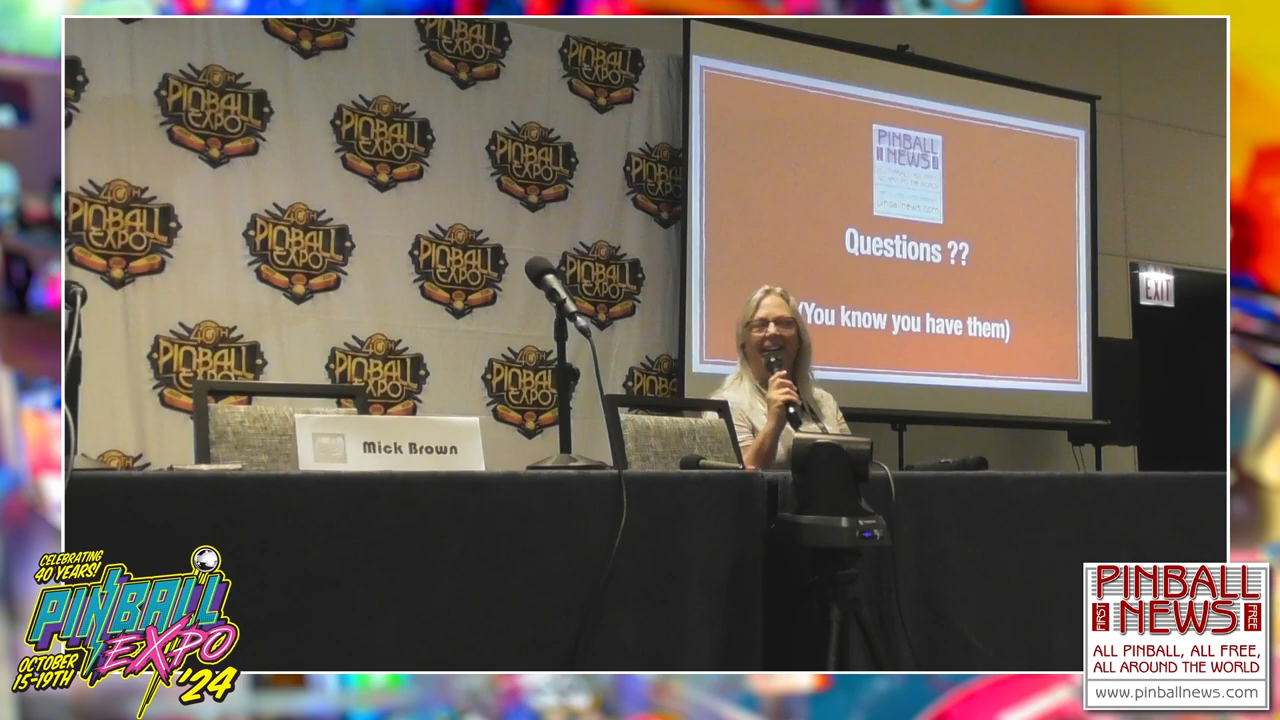 40TH
PINBALL
EXPO
PINBALL
NEWS
pinballnews.com
Questions ??
(You know you have them)
EXIT
Mick Brown
CELEBRATING
40 YEARS!
PINBALL
EXPO
OCTOBER
15-19TH
'24
PINBALL
FIRST NEWS FREE
ALL PINBALL, ALL FREE,
ALL AROUND THE WORLD
www.pinballnews.com